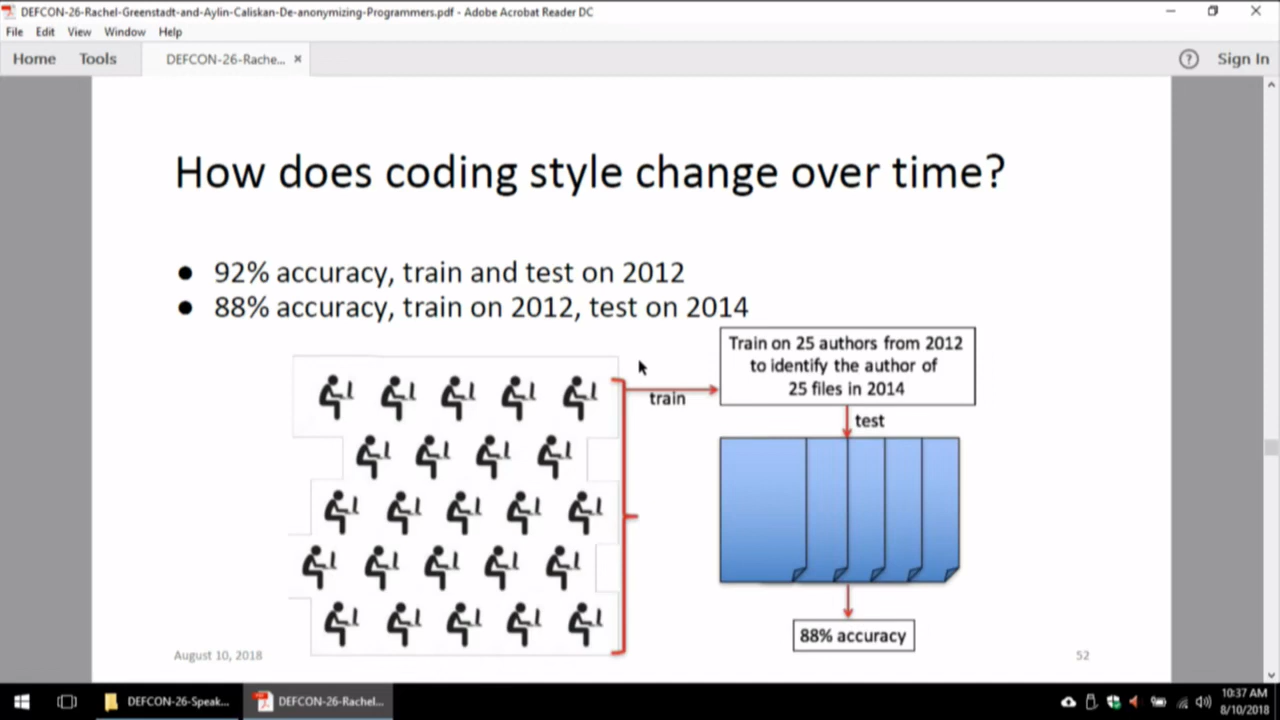 DEFCON-26-Rachel-Greenstadt-and-Aylin-Caliskan-De-anonymizing-Programmers.pdf - Adobe Acrobat Reader DC
File Edit View Window Help
Home Tools DEFCON-26-Rache... × ? Sign In
How does coding style change over time?
● 92% accuracy, train and test on 2012
● 88% accuracy, train on 2012, test on 2014
Train on 25 authors from 2012
to identify the author of
25 files in 2014
train
test
88% accuracy
August 10, 2018 52
DEFCON-26-Speak... DEFCON-26-Rachel... 10:37 AM
8/10/2018